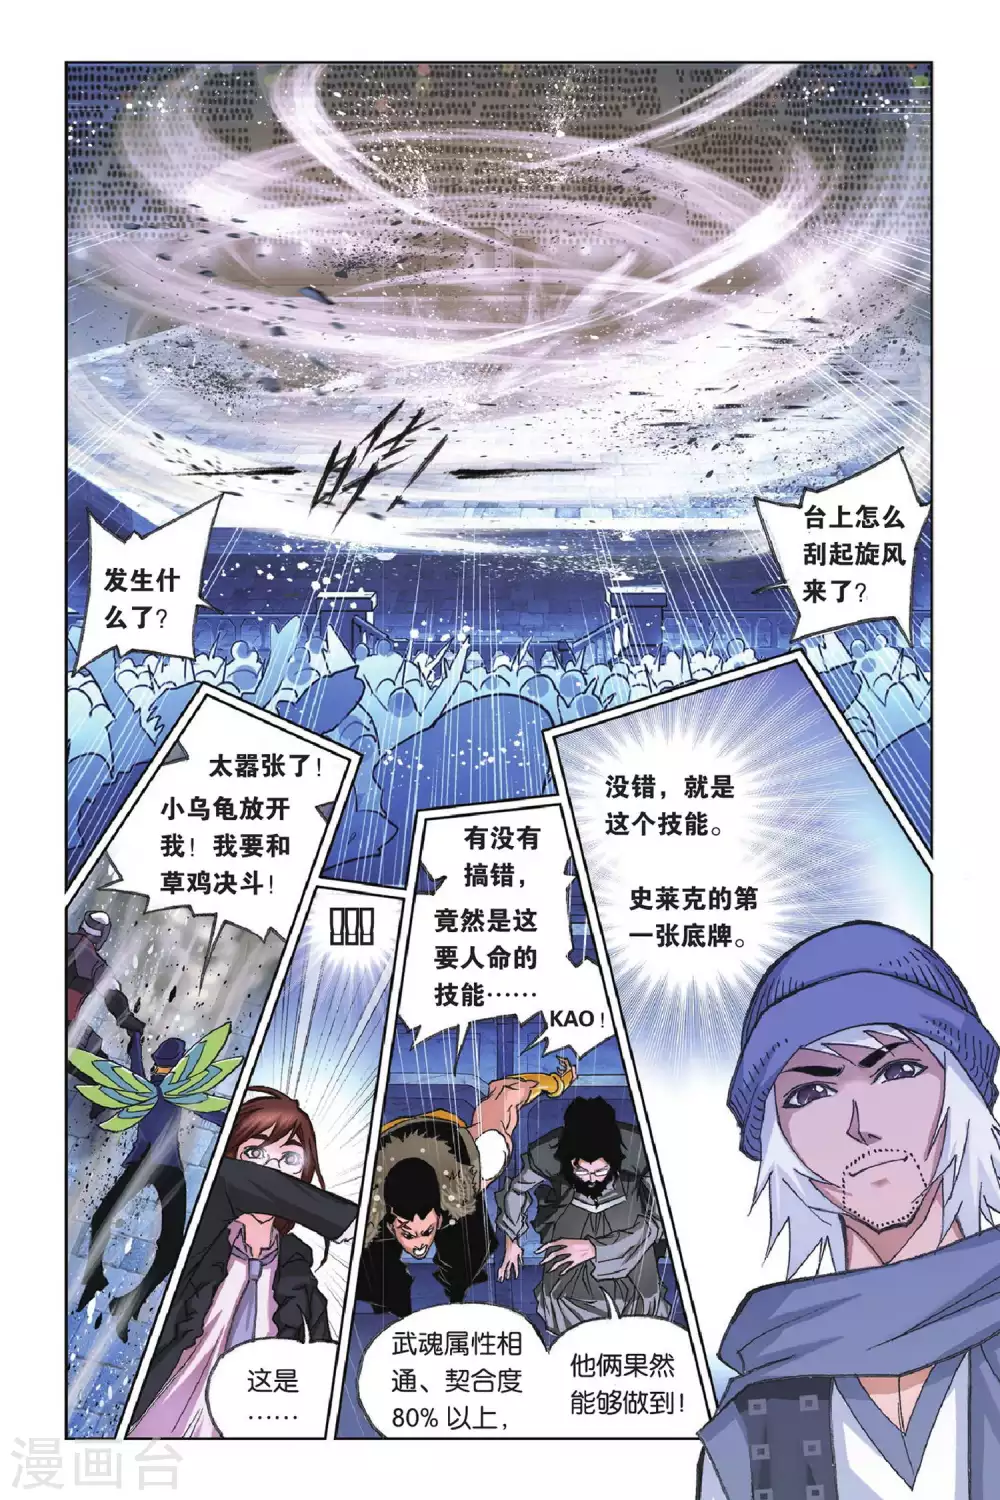 哗!
发生什
么了?
台上怎么
刮起旋风
来了?
太嚣张了!
小乌龟放开
我!我要和
草鸡决斗!
!!!
有没有
搞错,
竟然是这
要人命的
技能……
KAO!
没错,就是
这个技能。
史莱克的第
一张底牌。
这是
……
武魂属性相
通、契合度
80%以上,
他俩果然
能够做到!
漫画台